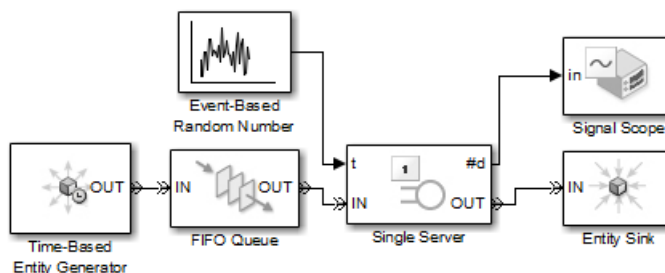 in
Signal Scope
Event-Based
Random Number
t
1
#d
IN
OUT
Single Server
OUT
Time-Based
Entity Generator
IN
OUT
FIFO Queue
IN
Entity Sink